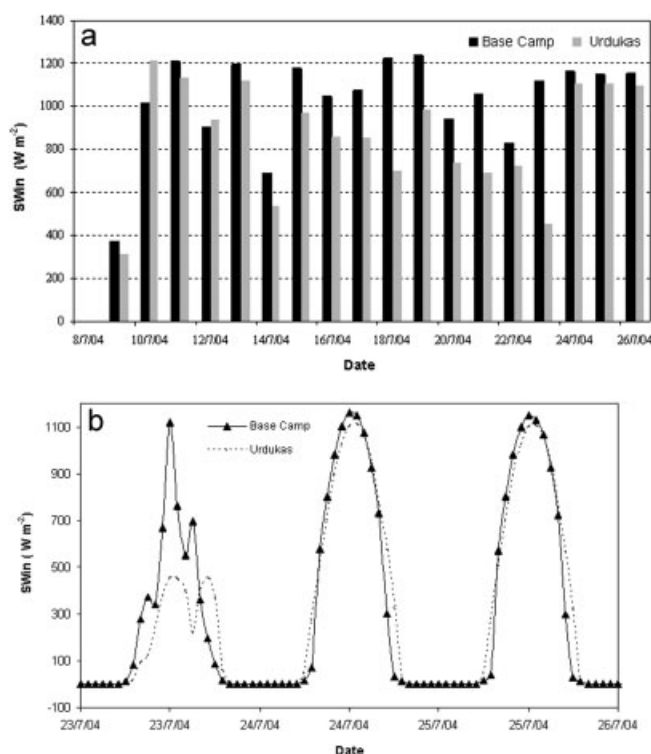 a
Base Camp
Urdukas
1400
1200
1000
800
600
400
200
0
SWin (W m-2)
8/7/04 10/7/04 12/7/04 14/7/04 16/7/04 18/7/04 20/7/04 22/7/04 24/7/04 26/7/04
Date
b
Base Camp
Urdukas
1100
900
700
500
300
100
-100
SWin ( W m-2)
23/7/04 23/7/04 24/7/04 24/7/04 25/7/04 25/7/04 26/7/04
Date